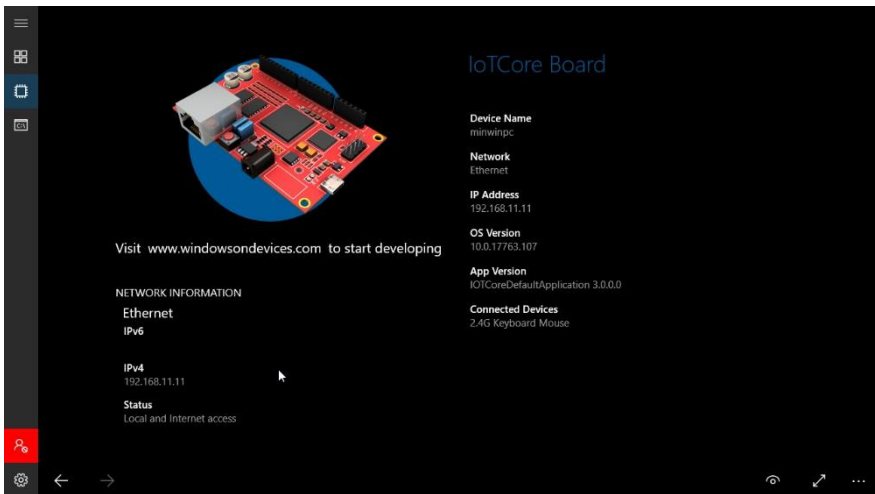 IoTCore Board
Device Name
minwinpc
Network
Ethernet
IP Address
192.168.11.11
OS Version
10.0.17763.107
App Version
IOTCoreDefaultApplication 3.0.0.0
Connected Devices
2.4G Keyboard Mouse
Visit www.windowsondevices.com to start developing
NETWORK INFORMATION
Ethernet
IPv6
IPv4
192.168.11.11
Status
Local and Internet access